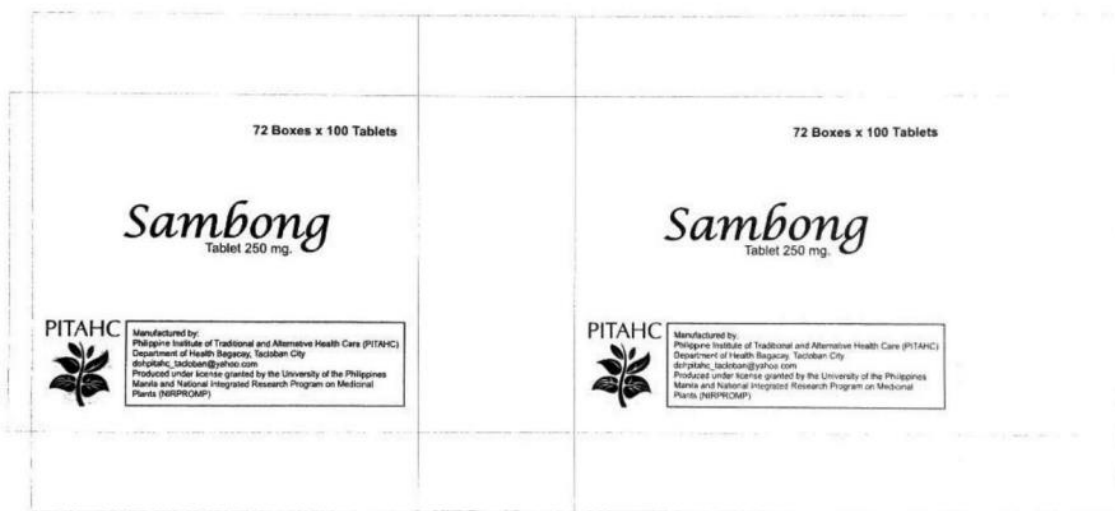 72 Boxes x 100 Tablets
Sambong
Tablet 250 mg.
PITAHC
Manufactured by:
Philippine Institute of Traditional and Alternative Health Care (PITAHC)
Department of Health Bagacay, Tacloban City
dohpitahc_tacloban@yahoo.com
Produced under license granted by the University of the Philippines
Manila and National Integrated Research Program on Medicinal
Plants (NIRPROMP)
72 Boxes x 100 Tablets
Sambong
Tablet 250 mg.
PITAHC
Manufactured by:
Philippine Institute of Traditional and Alternative Health Care (PITAHC)
Department of Health Bagacay, Tacloban City
dohpitahc_tacloban@yahoo.com
Produced under license granted by the University of the Philippines
Manila and National Integrated Research Program on Medicinal
Plants (NIRPROMP)